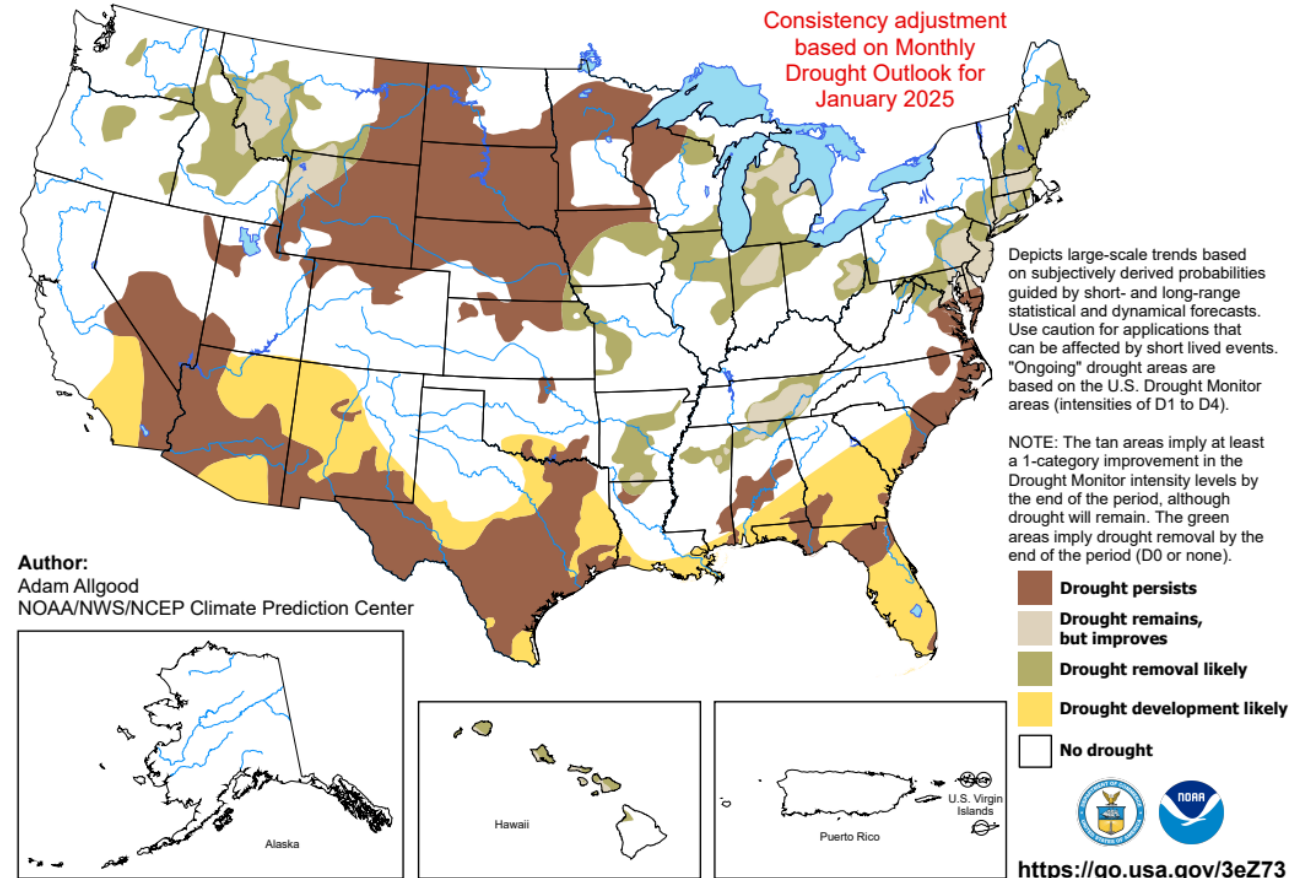 Consistency adjustment
based on Monthly
Drought Outlook for
January 2025
Depicts large-scale trends based
on subjectively derived probabilities
guided by short- and long-range
statistical and dynamical forecasts.
Use caution for applications that
can be affected by short lived events.
"Ongoing" drought areas are
based on the U.S. Drought Monitor
areas (intensities of D1 to D4).
NOTE: The tan areas imply at least
a 1-category improvement in the
Drought Monitor intensity levels by
the end of the period, although
drought will remain. The green
areas imply drought removal by the
end of the period (D0 or none).
Author:
Adam Allgood
NOAA/NWS/NCEP Climate Prediction Center
Drought persists
Drought remains,
but improves
Drought removal likely
Drought development likely
No drought
Alaska
Hawaii
Puerto Rico
U.S. Virgin
Islands
NOAA
https://go.usa.gov/3eZ73